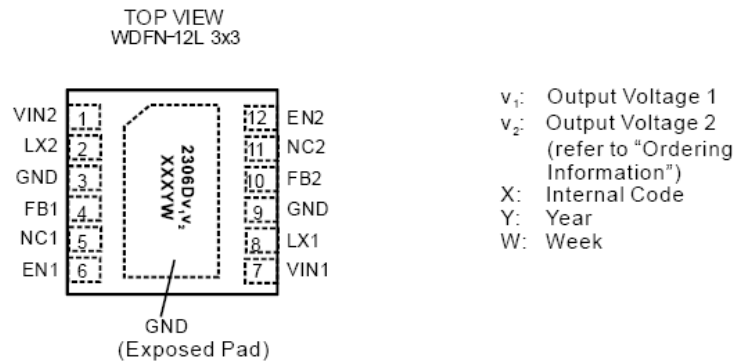 TOP VIEW
WDFN-12L 3x3
VIN2 1
LX2 2
GND 3
FB1 4
NC1 5
EN1 6
12 EN2
11 NC2
10 FB2
9 GND
8 LX1
7 VIN1
2306Dv₁v₂
XXXYW
GND
(Exposed Pad)
v₁: Output Voltage 1
v₂: Output Voltage 2
(refer to “Ordering
Information”)
X: Internal Code
Y: Year
W: Week